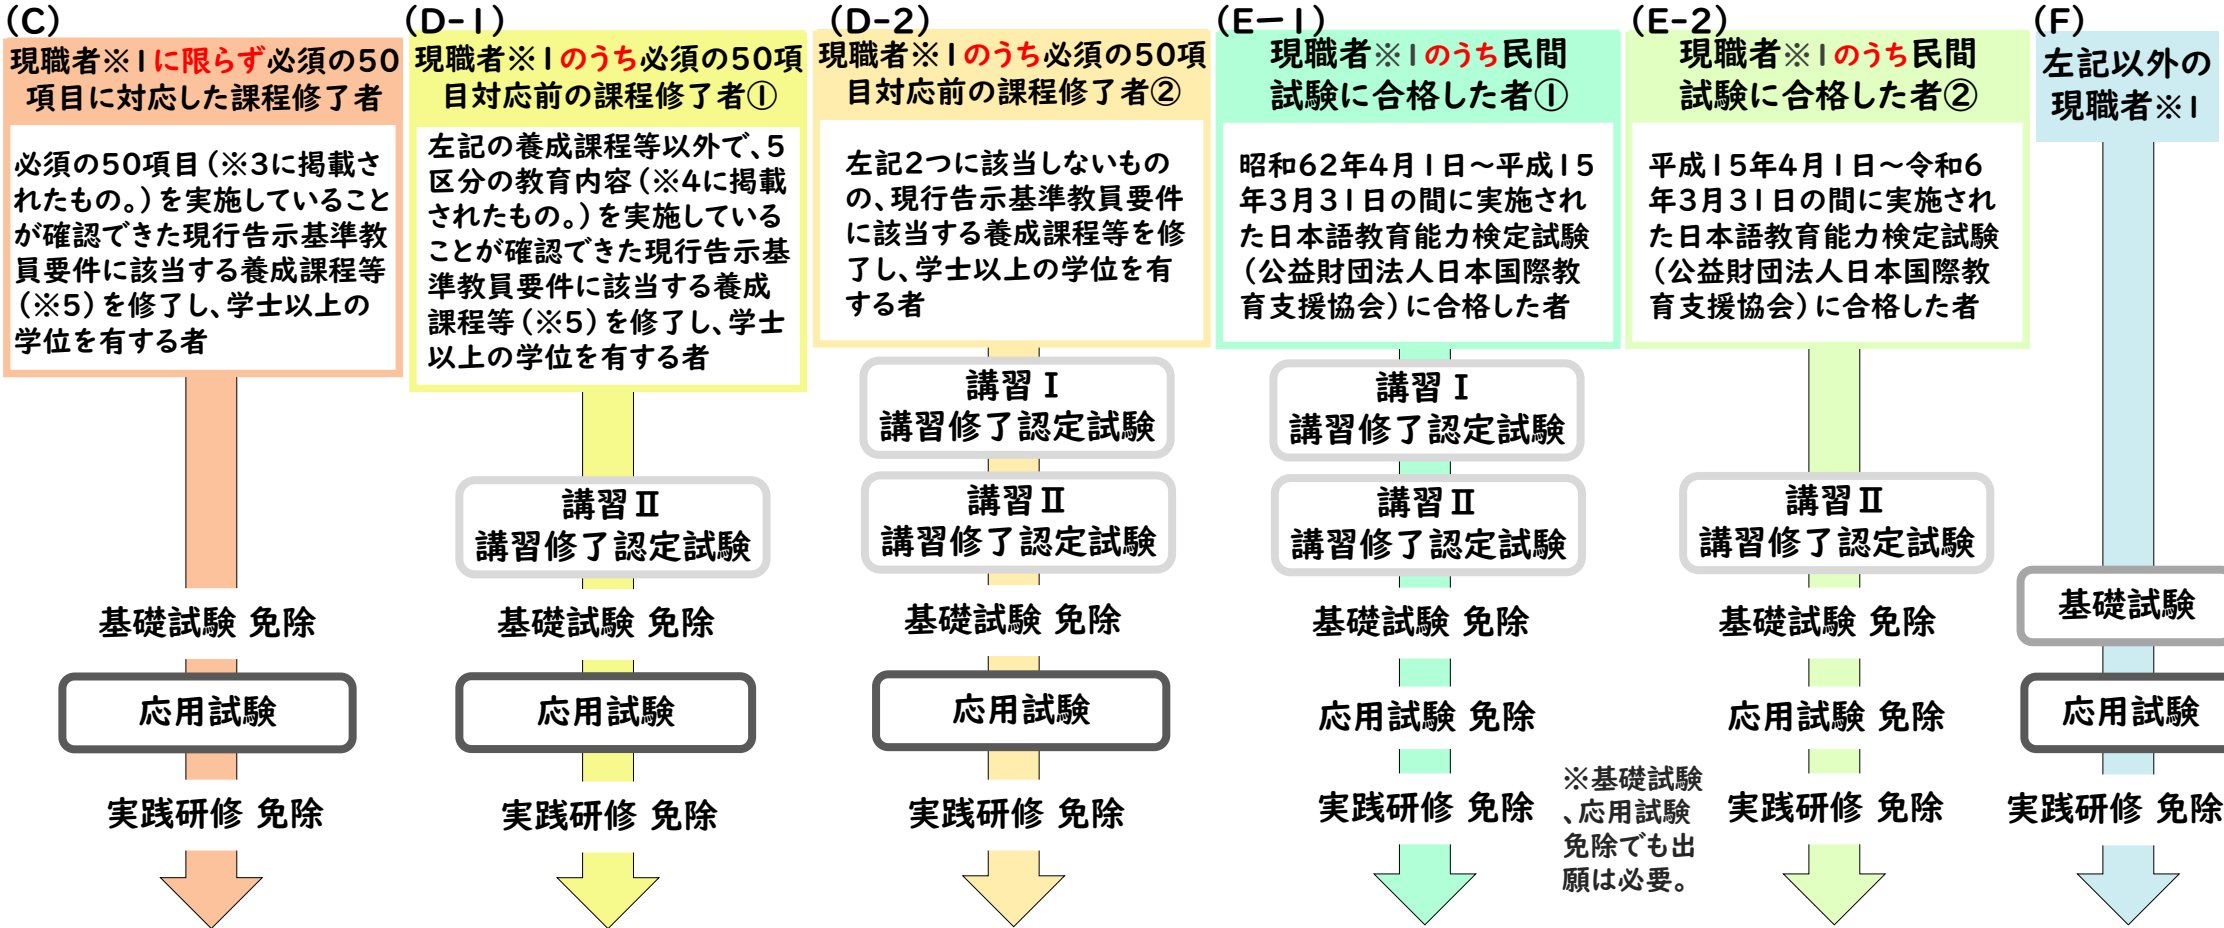 (C)
現職者※1に限らず必須の50
項目に対応した課程修了者
必須の50項目(※3に掲載さ
れたもの。)を実施していること
が確認できた現行告示基準教
員要件に該当する養成課程等
(※5)を修了し、学士以上の
学位を有する者
基礎試験 免除
応用試験
実践研修 免除
(D-1)
現職者※1のうち必須の50項
目対応前の課程修了者①
左記の養成課程等以外で、5
区分の教育内容(※4に掲載
されたもの。)を実施している
ことが確認できた現行告示基
準教員要件に該当する養成
課程等(※5)を修了し、学士
以上の学位を有する者
講習Ⅱ
講習修了認定試験
基礎試験 免除
応用試験
実践研修 免除
(D-2)
現職者※1のうち必須の50項
目対応前の課程修了者②
左記2つに該当しないもの
の、現行告示基準教員要件
に該当する養成課程等を修
了し、学士以上の学位を有
する者
講習Ⅰ
講習修了認定試験
講習Ⅱ
講習修了認定試験
基礎試験 免除
応用試験
実践研修 免除
(E-1)
現職者※1のうち民間
試験に合格した者①
昭和62年4月1日~平成15
年3月31日の間に実施され
た日本語教育能力検定試験
(公益財団法人日本国際教
育支援協会)に合格した者
講習Ⅰ
講習修了認定試験
講習Ⅱ
講習修了認定試験
基礎試験 免除
応用試験 免除
実践研修 免除
※基礎試験
、応用試験
免除でも出
願は必要。
(E-2)
現職者※1のうち民間
試験に合格した者②
平成15年4月1日~令和6
年3月31日の間に実施され
た日本語教育能力検定試験
(公益財団法人日本国際教
育支援協会)に合格した者
講習Ⅱ
講習修了認定試験
基礎試験 免除
応用試験 免除
実践研修 免除
(F)
左記以外の
現職者※1
基礎試験
応用試験
実践研修 免除